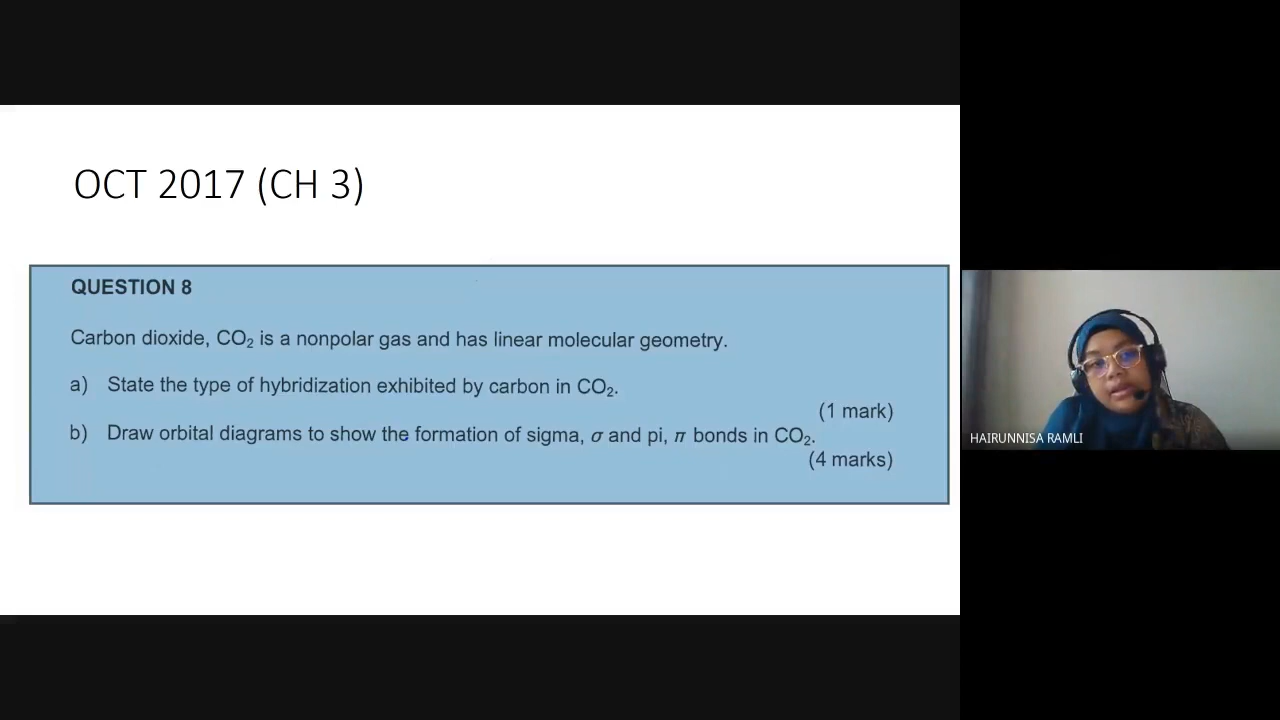 OCT 2017 (CH 3)
QUESTION 8
Carbon dioxide, CO₂ is a nonpolar gas and has linear molecular geometry.
a) State the type of hybridization exhibited by carbon in CO₂.
(1 mark)
b) Draw orbital diagrams to show the formation of sigma, σ and pi, π bonds in CO₂.
(4 marks)
HAIRUNNISA RAMLI